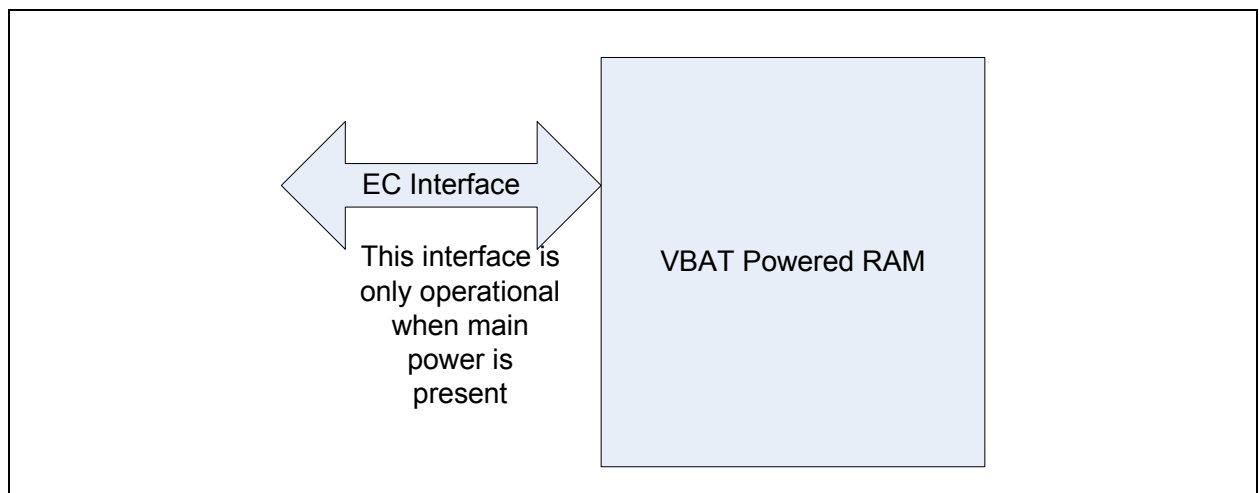 EC Interface
This interface is
only operational
when main
power is
present
VBAT Powered RAM